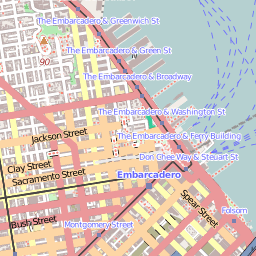 The Embarcadero & Greenwich St
The Embarcadero & Green St
90
The Embarcadero & Broadway
The Embarcadero & Washington St
Jackson Street
The Embarcadero & Ferry Building
Don Chee Way & Steuart St
Clay Street
Sacramento Street
Embarcadero
Spear Street
Folsom
Bush Street
Montgomery Street